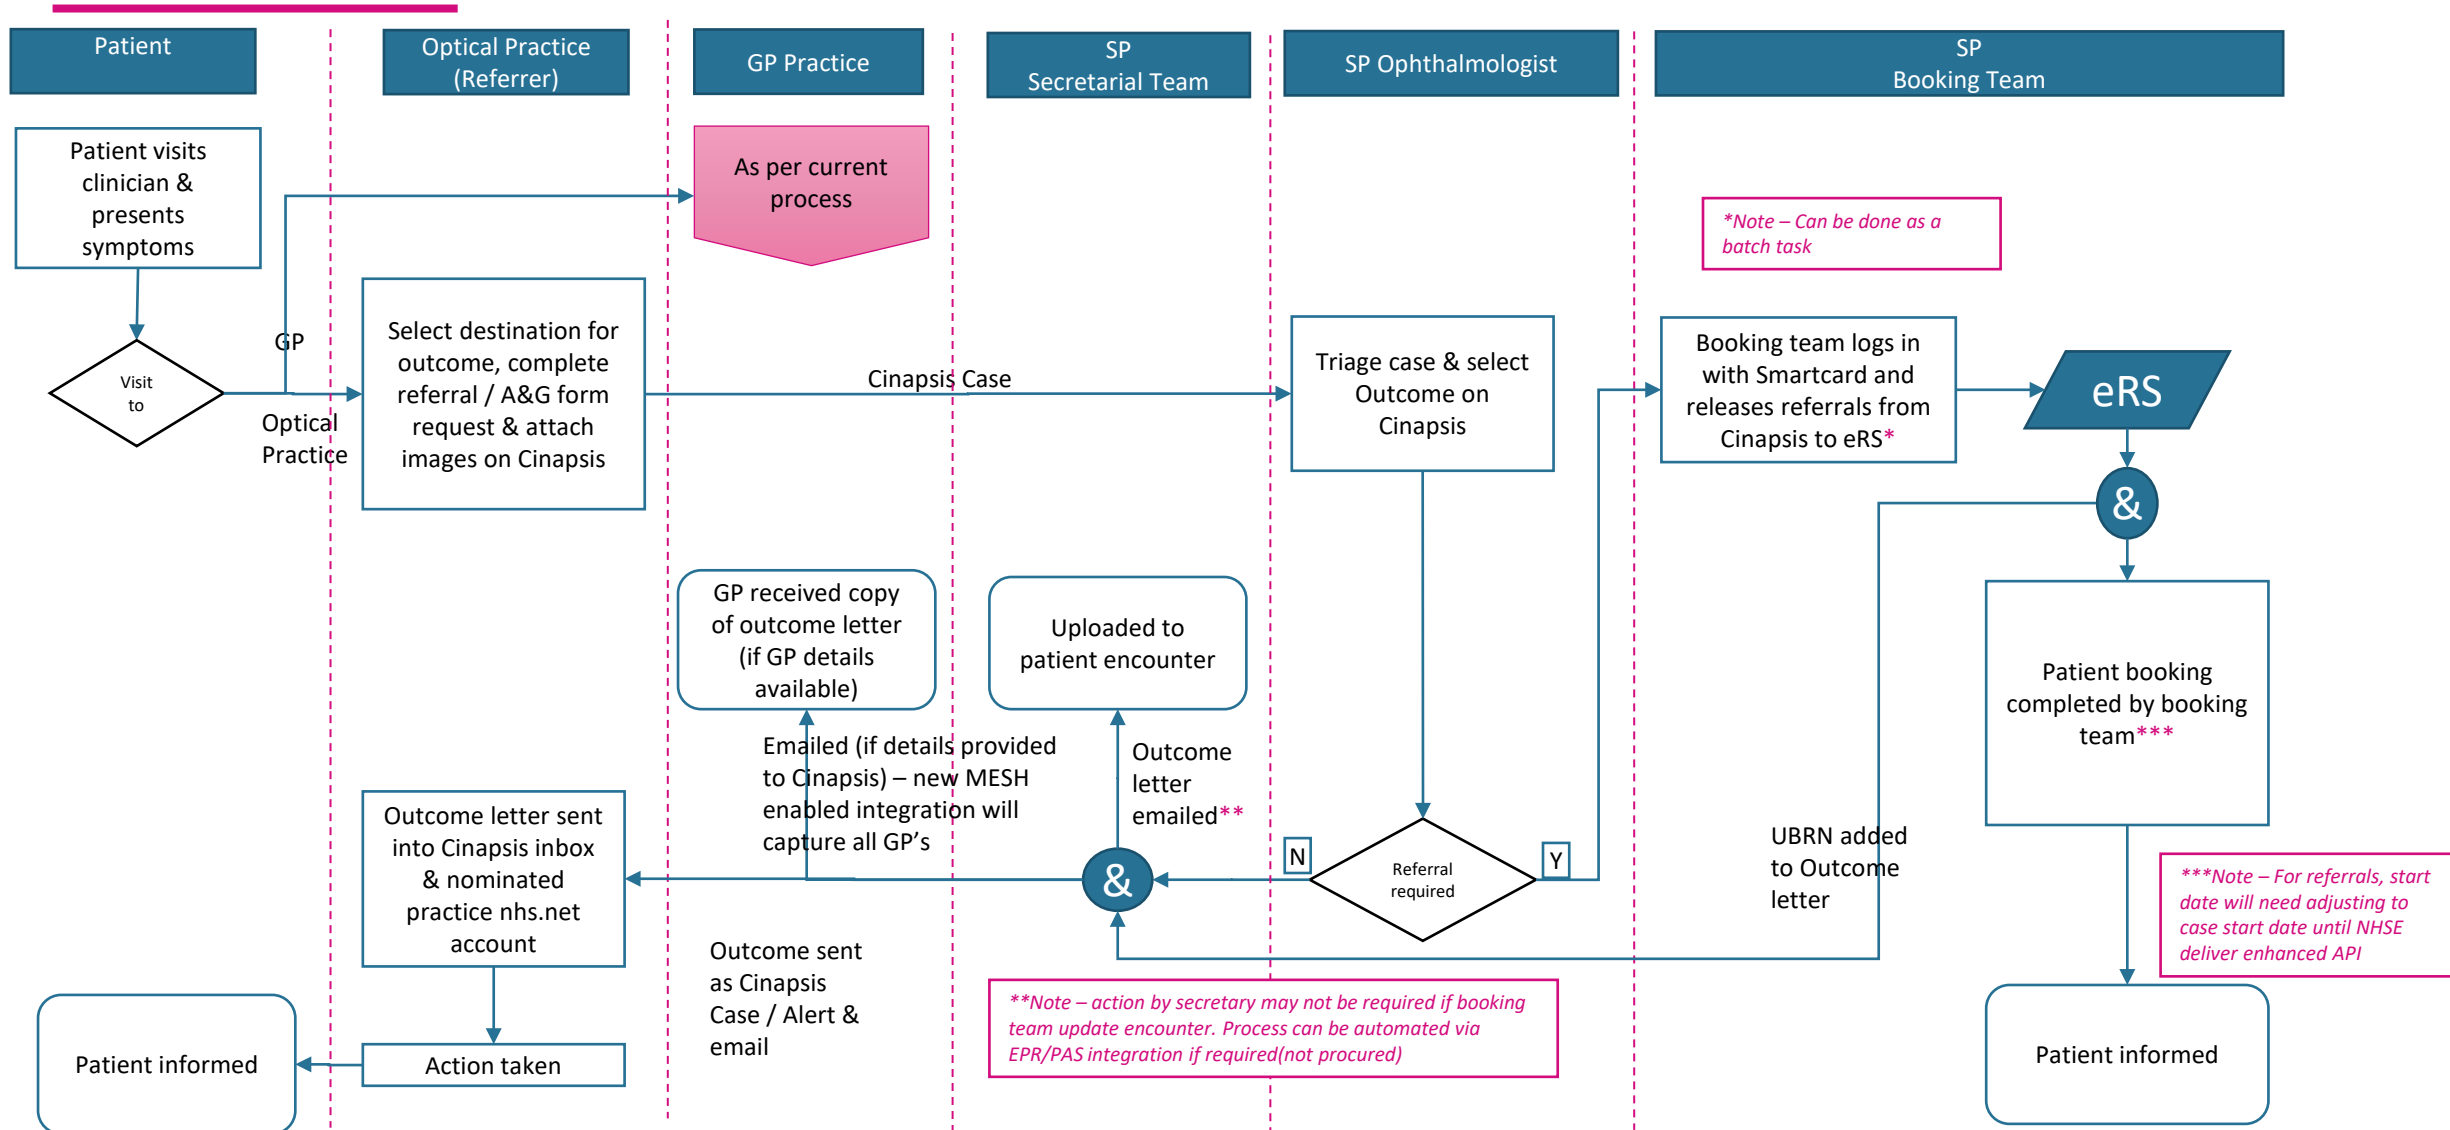 Patient
Optical Practice
(Referrer)
GP Practice
SP
Secretarial Team
SP Ophthalmologist
SP
Booking Team
Patient visits
clinician &
presents
symptoms
As per current
process
*Note – Can be done as a
batch task
GP
Visit
to
Optical
Practice
Select destination for
outcome, complete
referral / A&G form
request & attach
images on Cinapsis
Cinapsis Case
Triage case & select
Outcome on
Cinapsis
Booking team logs in
with Smartcard and
releases referrals from
Cinapsis to eRS*
eRS
&
GP received copy
of outcome letter
(if GP details
available)
Uploaded to
patient encounter
Patient booking
completed by booking
team***
Emailed (if details provided
to Cinapsis) – new MESH
enabled integration will
capture all GP's
Outcome
letter
emailed**
Outcome letter sent
into Cinapsis inbox
& nominated
practice nhs.net
account
&
N
Referral
required
Y
UBRN added
to Outcome
letter
***Note – For referrals, start
date will need adjusting to
case start date until NHSE
deliver enhanced API
Outcome sent
as Cinapsis
Case / Alert &
email
**Note – action by secretary may not be required if booking
team update encounter. Process can be automated via
EPR/PAS integration if required(not procured)
Patient informed
Action taken
Patient informed